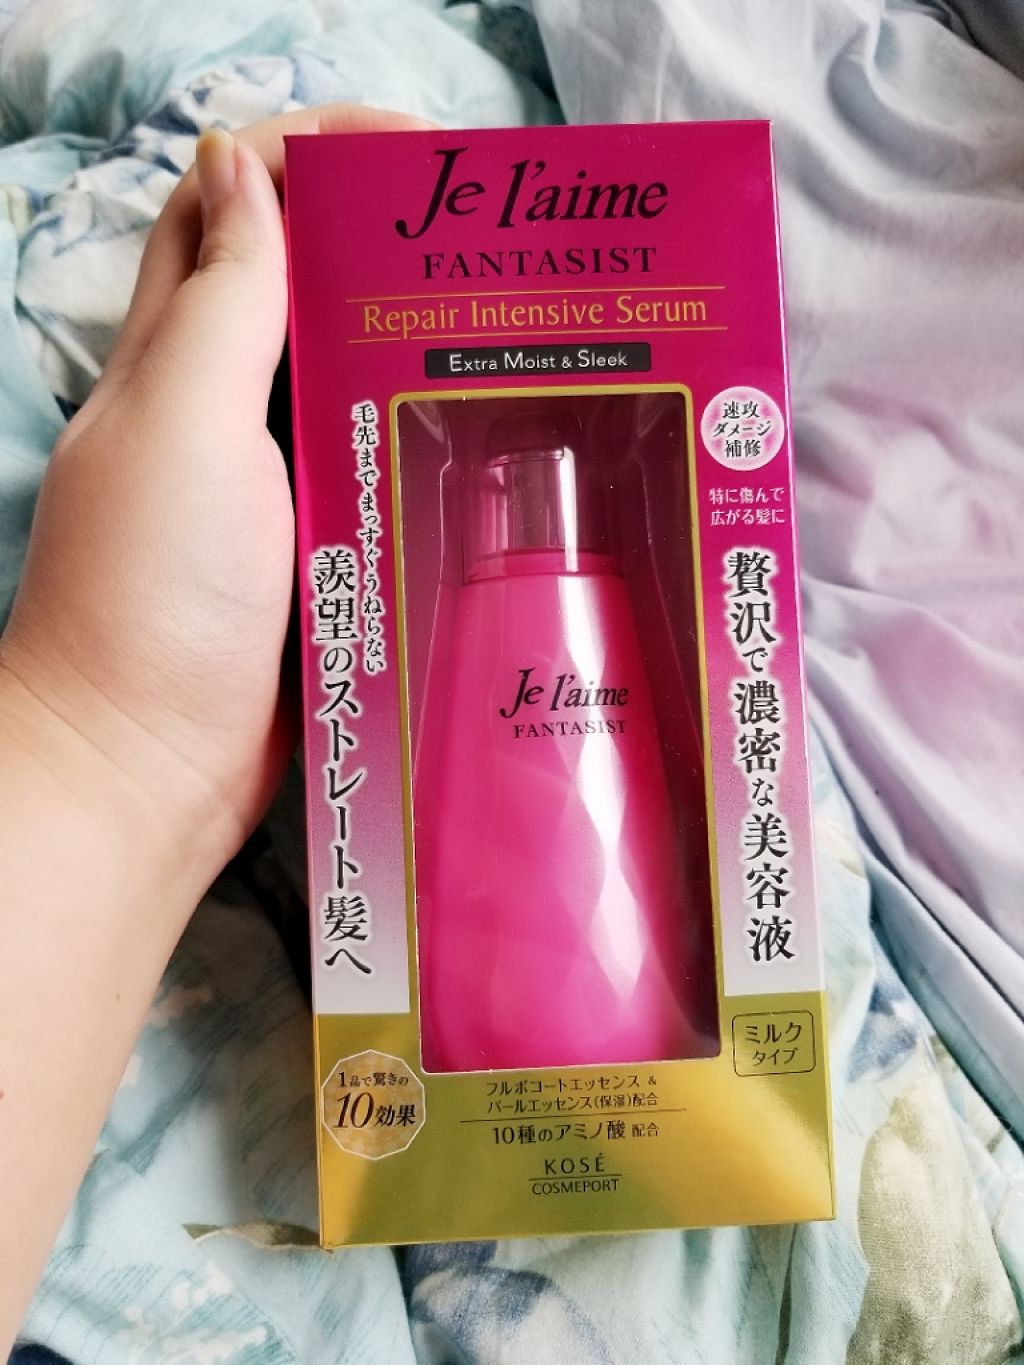 Je l'aime
FANTASIST
Repair Intensive Serum
Extra Moist & Sleek
速攻
ダメージ
補修
特に傷んで
広がる髪に
贅沢で濃密な美容液
毛先までまっすぐうねらない
羨望のストレート髪へ
Je l'aime
FANTASIST
ミルク
タイプ
1品で驚きの
10効果
フルボコートエッセンス &
パールエッセンス(保湿)配合
10種のアミノ酸 配合
KOSÉ
COSMEPORT